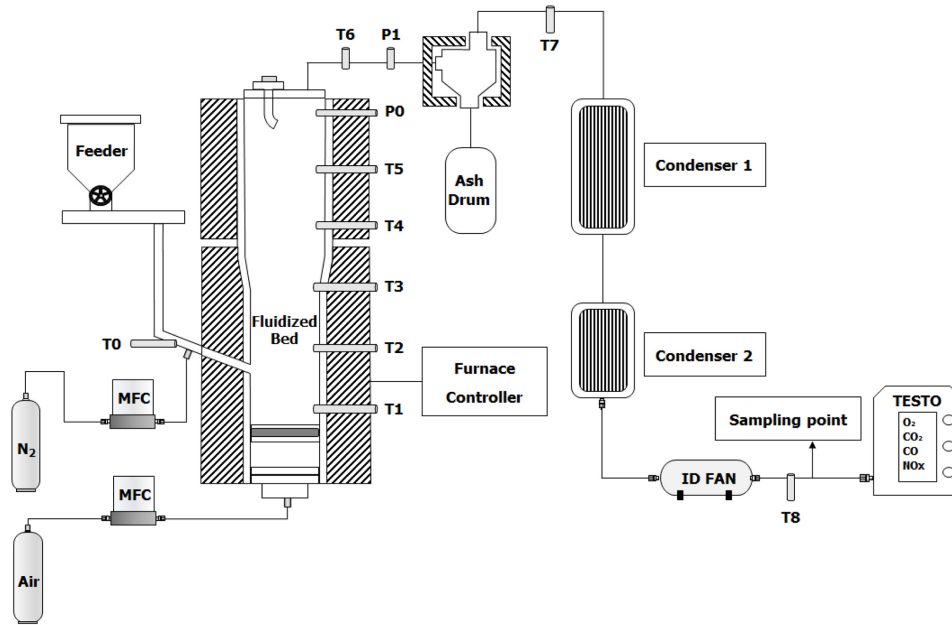 T6
P1
T7
P0
Feeder
T5
Ash
Drum
Condenser 1
T4
T3
Fluidized
Bed
T0
T2
Furnace
Controller
Condenser 2
MFC
T1
TESTO
Sampling point
O₂
CO₂
CO
NOx
N₂
MFC
ID FAN
T8
Air